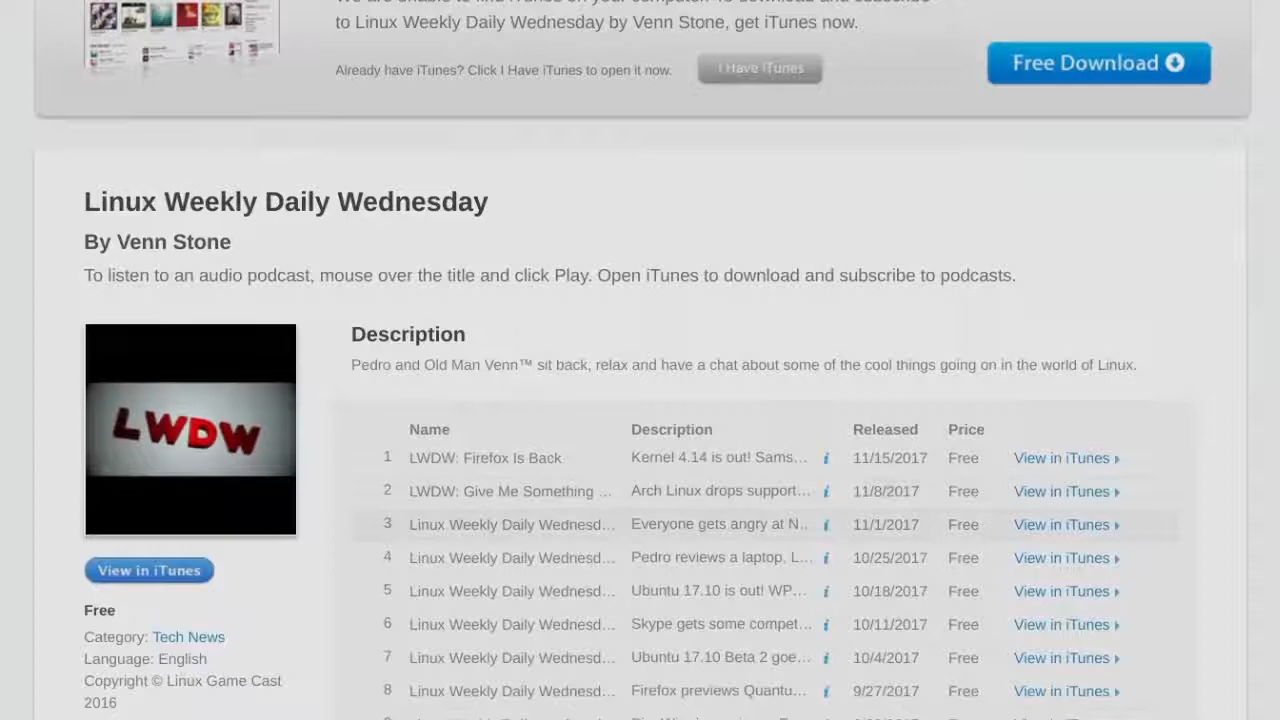 to Linux Weekly Daily Wednesday by Venn Stone, get iTunes now.
Already have iTunes? Click I Have iTunes to open it now.
I Have iTunes
Free Download
Linux Weekly Daily Wednesday
By Venn Stone
To listen to an audio podcast, mouse over the title and click Play. Open iTunes to download and subscribe to podcasts.
LWDW
View in iTunes
Free
Category: Tech News
Language: English
Copyright © Linux Game Cast
2016
Description
Pedro and Old Man Venn™ sit back, relax and have a chat about some of the cool things going on in the world of Linux.
Name Description Released Price
1 LWDW: Firefox Is Back Kernel 4.14 is out! Sams… i 11/15/2017 Free View in iTunes
2 LWDW: Give Me Something … Arch Linux drops support… i 11/8/2017 Free View in iTunes
3 Linux Weekly Daily Wednesd… Everyone gets angry at N… i 11/1/2017 Free View in iTunes
4 Linux Weekly Daily Wednesd… Pedro reviews a laptop, L… i 10/25/2017 Free View in iTunes
5 Linux Weekly Daily Wednesd… Ubuntu 17.10 is out! WP… i 10/18/2017 Free View in iTunes
6 Linux Weekly Daily Wednesd… Skype gets some compet… i 10/11/2017 Free View in iTunes
7 Linux Weekly Daily Wednesd… Ubuntu 17.10 Beta 2 goe… i 10/4/2017 Free View in iTunes
8 Linux Weekly Daily Wednesd… Firefox previews Quantu… i 9/27/2017 Free View in iTunes